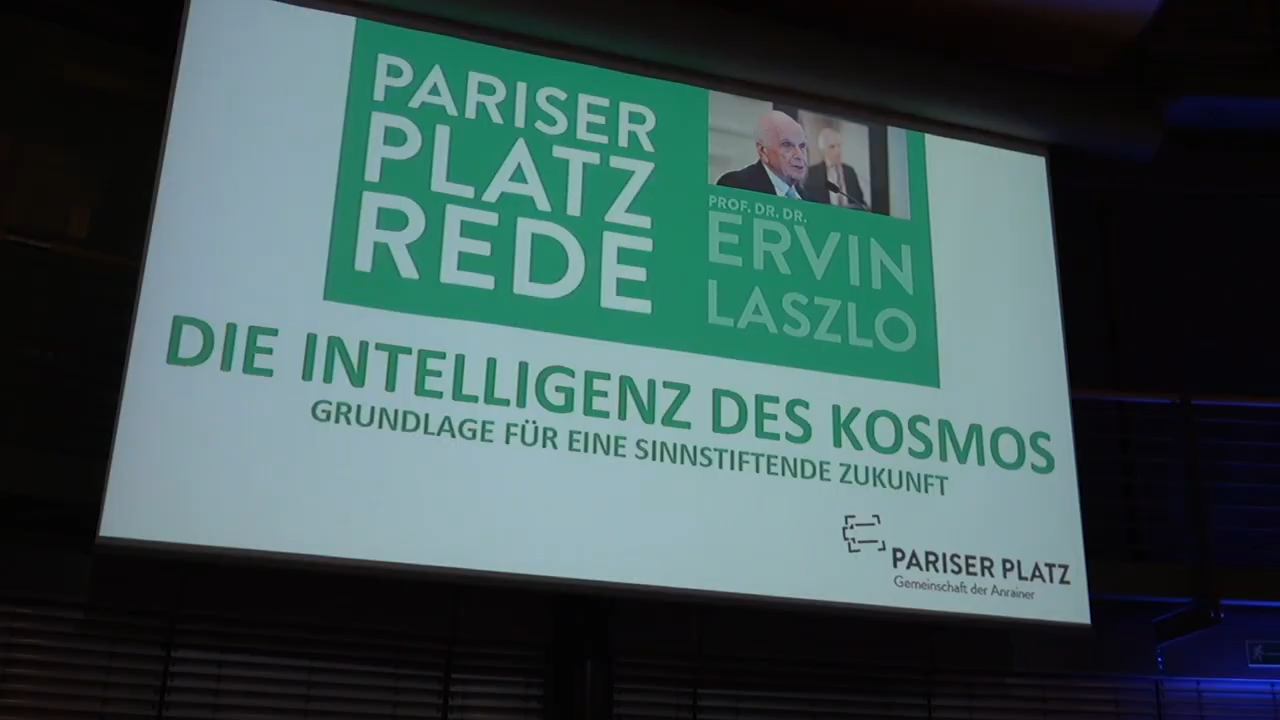 PARISER
PLATZ
REDE
PROF. DR. DR.
ERVIN
LASZLO
DIE INTELLIGENZ DES KOSMOS
GRUNDLAGE FÜR EINE SINNSTIFTENDE ZUKUNFT
PARISER PLATZ
Gemeinschaft der Anrainer